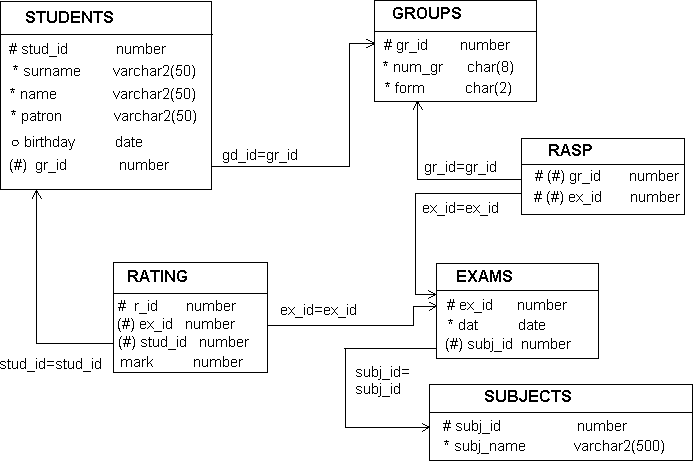 STUDENTS
# stud_id number
* surname varchar2(50)
* name varchar2(50)
* patron varchar2(50)
o birthday date
(#) gr_id number
GROUPS
# gr_id number
* num_gr char(8)
* form char(2)
gd_id=gr_id
gr_id=gr_id
RASP
# (#) gr_id number
# (#) ex_id number
ex_id=ex_id
RATING
# r_id number
(#) ex_id number
(#) stud_id number
mark number
stud_id=stud_id
ex_id=ex_id
EXAMS
# ex_id number
* dat date
(#) subj_id number
subj_id=
subj_id
SUBJECTS
# subj_id number
* subj_name varchar2(500)